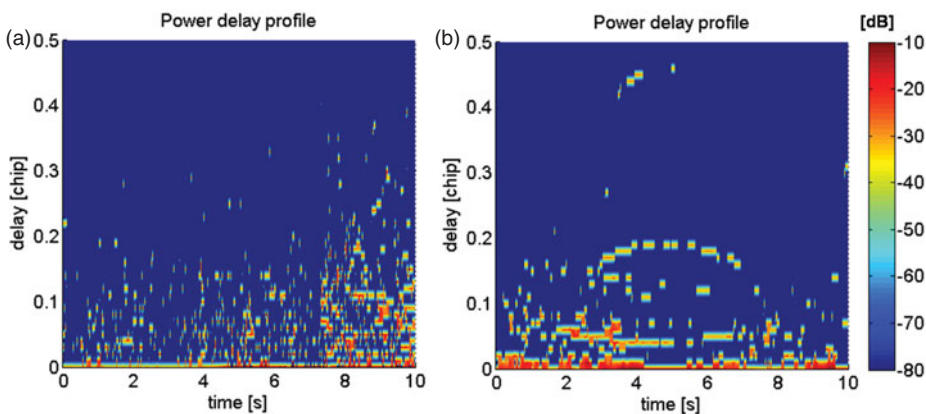 (a)
Power delay profile
0.5
0.4
0.3
0.2
0.1
0
delay [chip]
0 2 4 6 8 10
time [s]
(b)
Power delay profile
0.5
0.4
0.3
0.2
0.1
0
delay [chip]
0 2 4 6 8 10
time [s]
[dB]
-10
-20
-30
-40
-50
-60
-70
-80